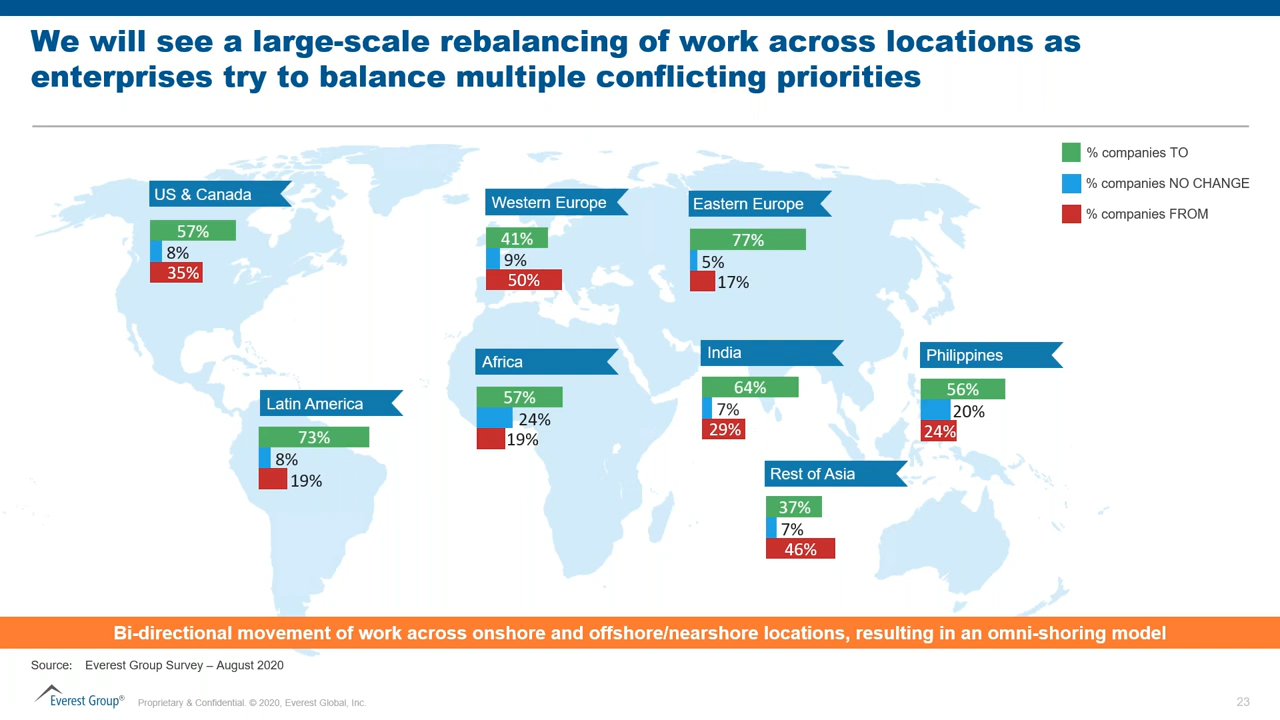 We will see a large-scale rebalancing of work across locations as
enterprises try to balance multiple conflicting priorities
% companies TO
% companies NO CHANGE
% companies FROM
US & Canada
57%
8%
35%
Western Europe
41%
9%
50%
Eastern Europe
77%
5%
17%
Latin America
73%
8%
19%
Africa
57%
24%
19%
India
64%
7%
29%
Philippines
56%
20%
24%
Rest of Asia
37%
7%
46%
Bi-directional movement of work across onshore and offshore/nearshore locations, resulting in an omni-shoring model
Source: Everest Group Survey – August 2020
Everest Group® Proprietary & Confidential. © 2020, Everest Global, Inc.
23